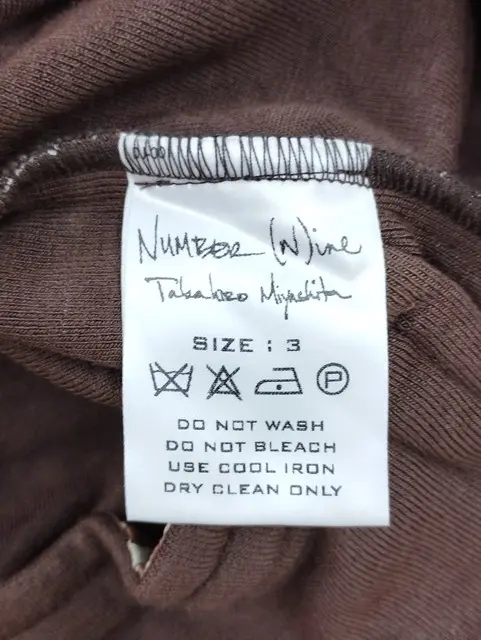 NUMBER (N)ine
Takahiro Miyashita
SIZE : 3
P
DO NOT WASH
DO NOT BLEACH
USE COOL IRON
DRY CLEAN ONLY